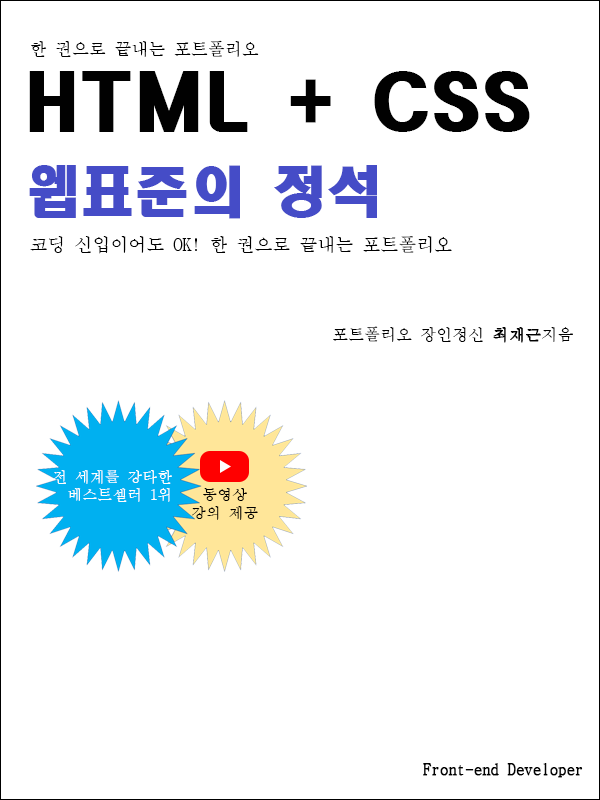 한 권으로 끝내는 포트폴리오
HTML + CSS
웹표준의 정석
코딩 신입이어도 OK! 한 권으로 끝내는 포트폴리오
포트폴리오 장인정신 최재근지음
전 세계를 강타한
베스트셀러 1위
동영상
강의 제공
Front-end Developer